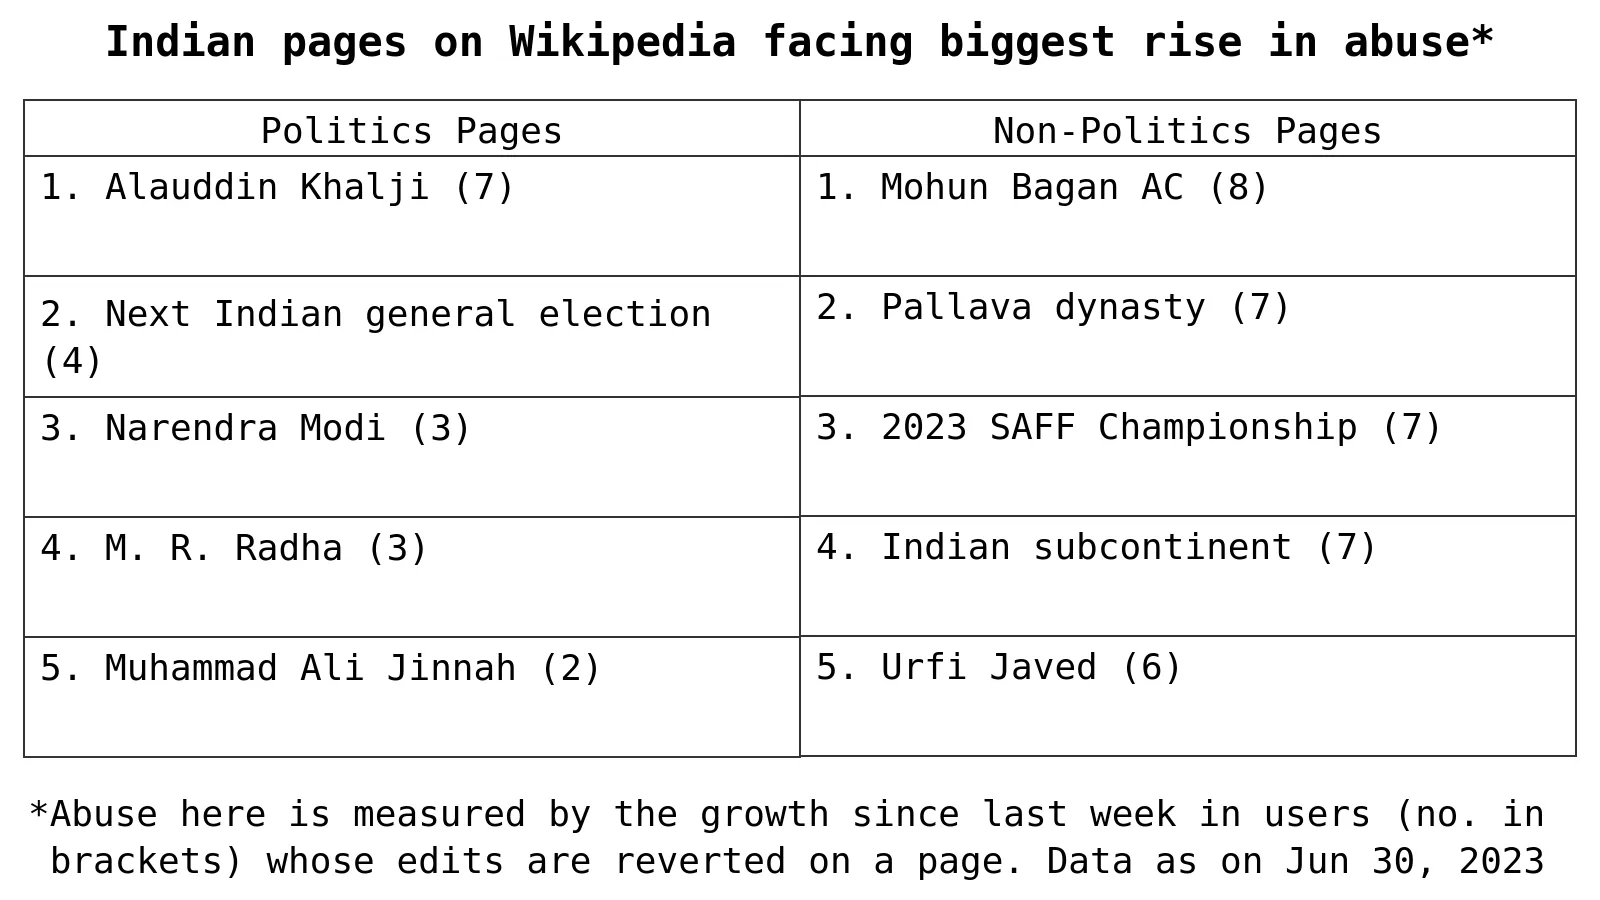 Indian pages on Wikipedia facing biggest rise in abuse*
Politics Pages
Non-Politics Pages
1. Alauddin Khalji (7)
1. Mohun Bagan AC (8)
2. Next Indian general election
(4)
2. Pallava dynasty (7)
3. Narendra Modi (3)
3. 2023 SAFF Championship (7)
4. M. R. Radha (3)
4. Indian subcontinent (7)
5. Muhammad Ali Jinnah (2)
5. Urfi Javed (6)
*Abuse here is measured by the growth since last week in users (no. in
brackets) whose edits are reverted on a page. Data as on Jun 30, 2023